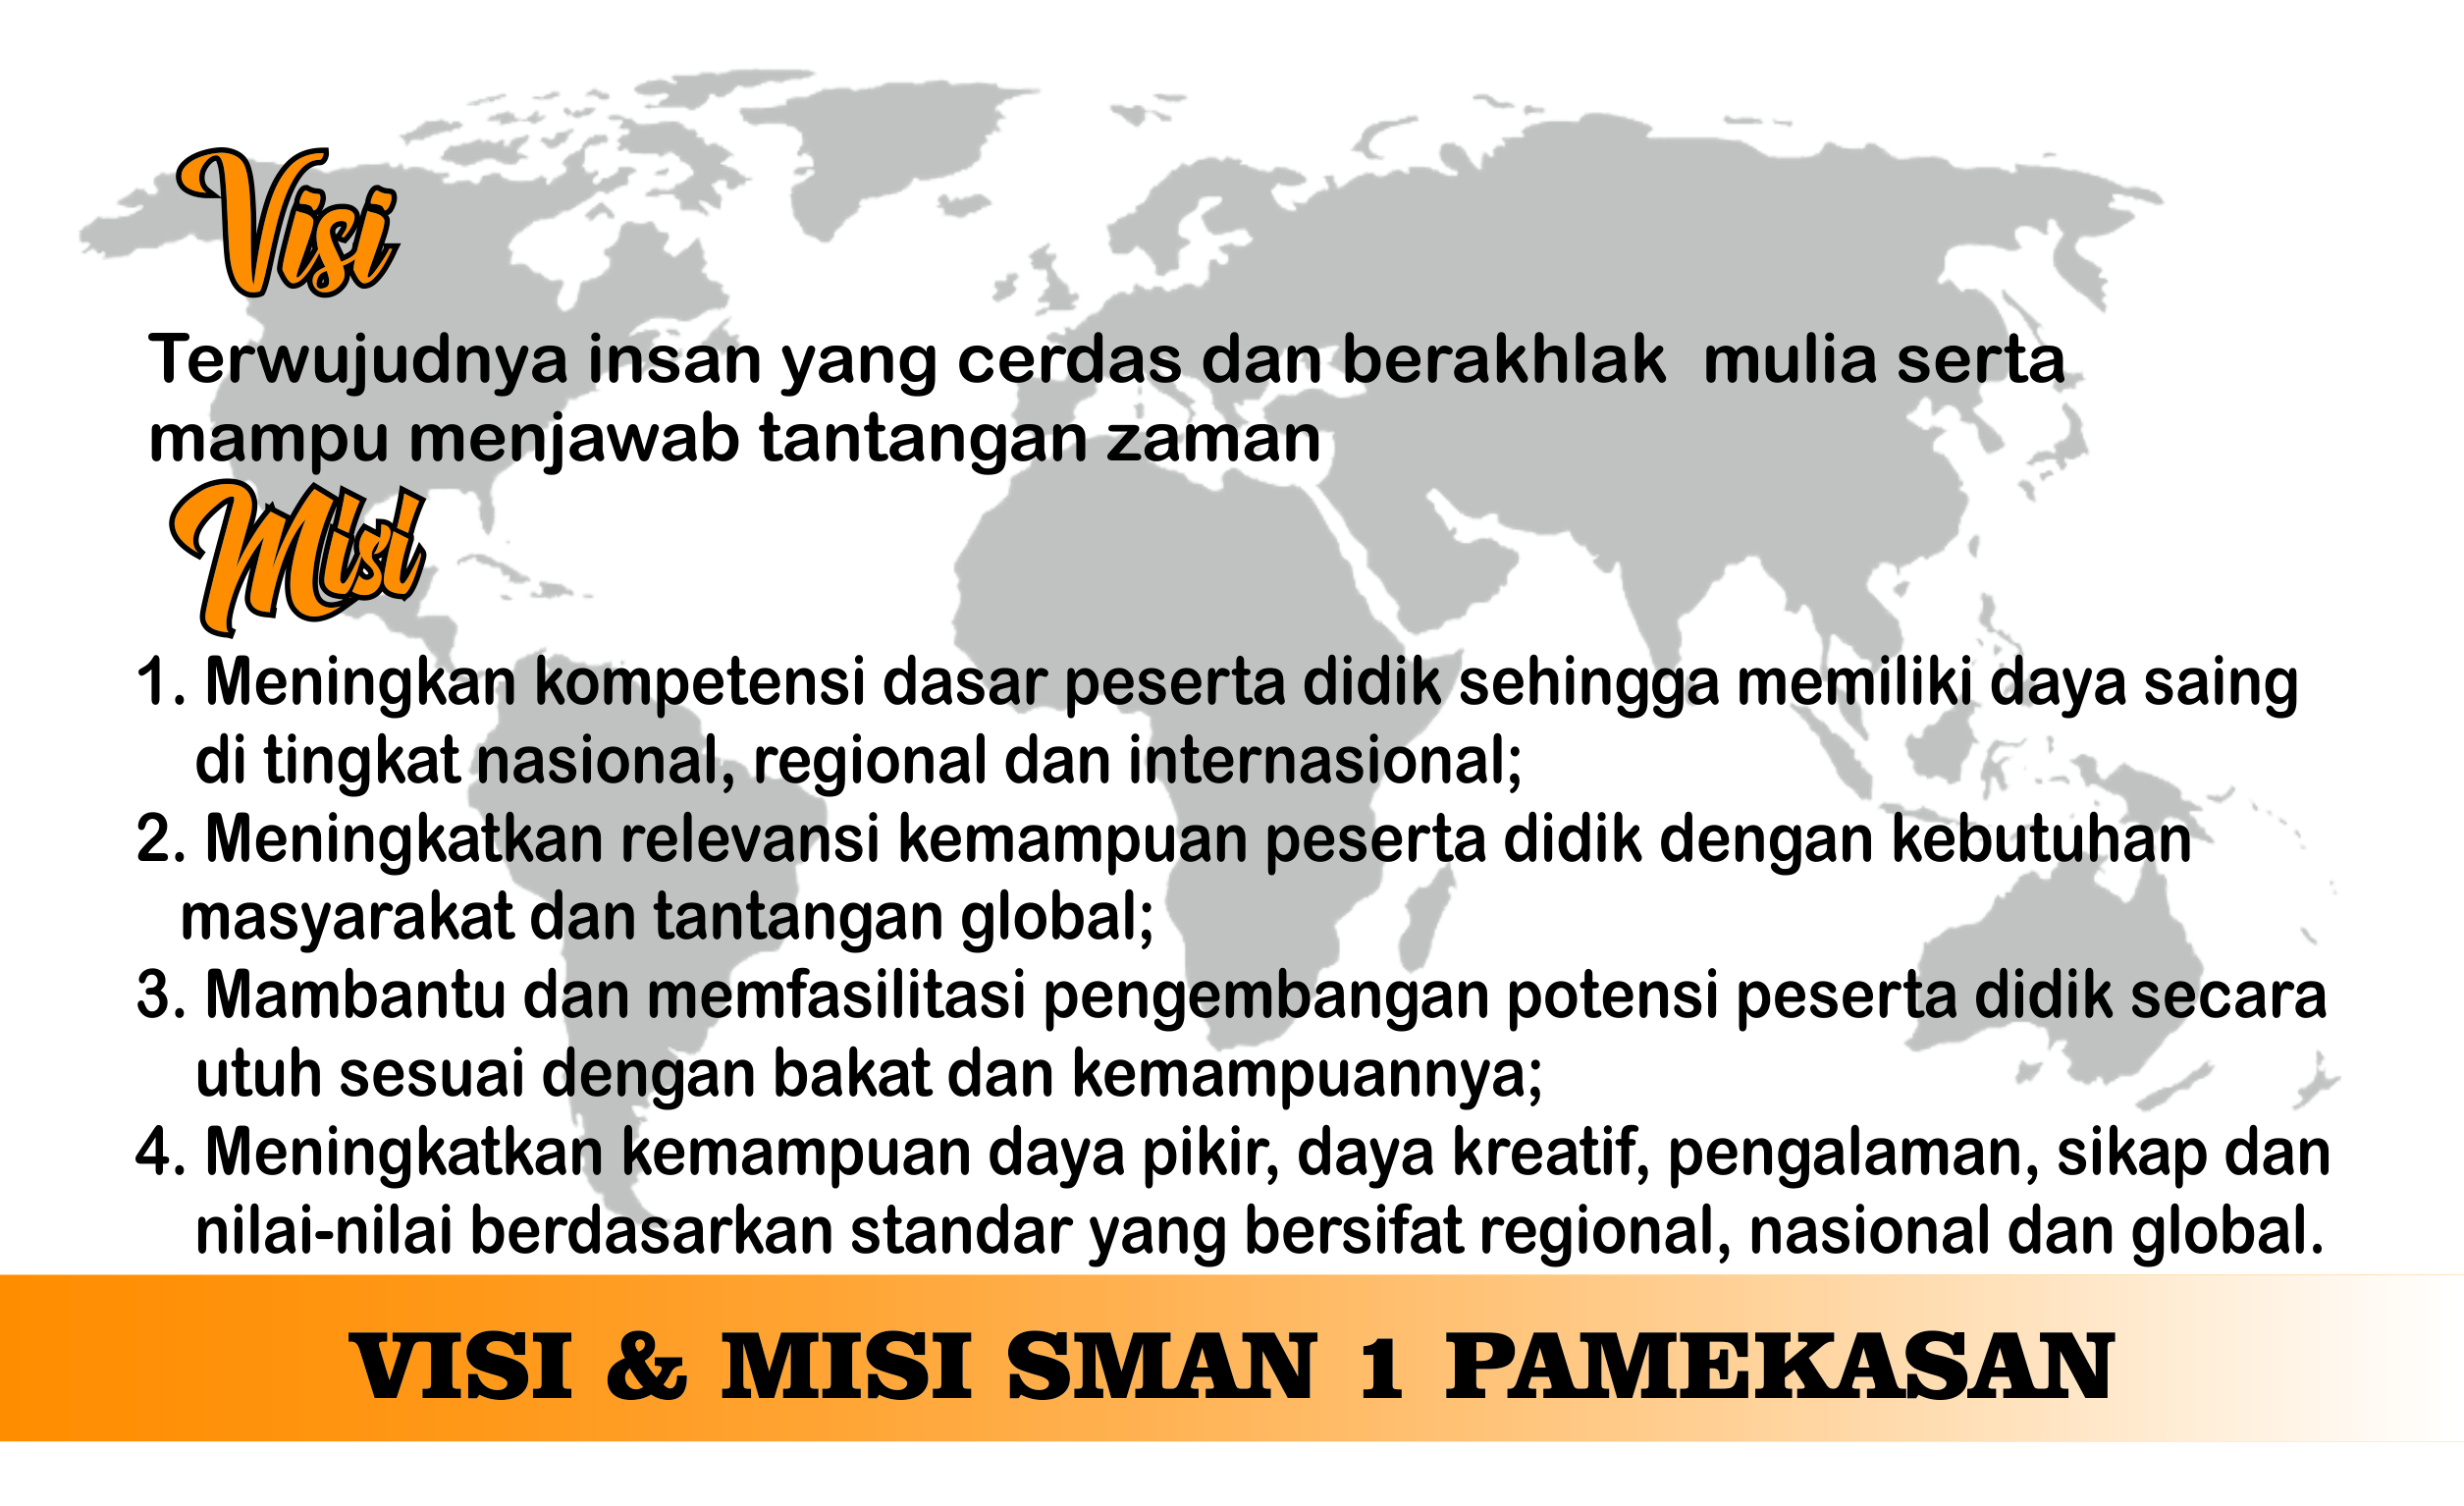 Visi
Terwujudnya insan yang cerdas dan berakhlak mulia serta
mampu menjawab tantangan zaman
Misi
1. Meningkan kompetensi dasar peserta didik sehingga memiliki daya saing
di tingkat nasional, regional dan internasional;
2. Meningkatkan relevansi kemampuan peserta didik dengan kebutuhan
masyarakat dan tantangan global;
3. Mambantu dan memfasilitasi pengembangan potensi peserta didik secara
utuh sesuai dengan bakat dan kemampuannya;
4. Meningkatkan kemampuan daya pikir, daya kreatif, pengalaman, sikap dan
nilai-nilai berdasarkan standar yang bersifat regional, nasional dan global.
VISI & MISI SMAN 1 PAMEKASAN